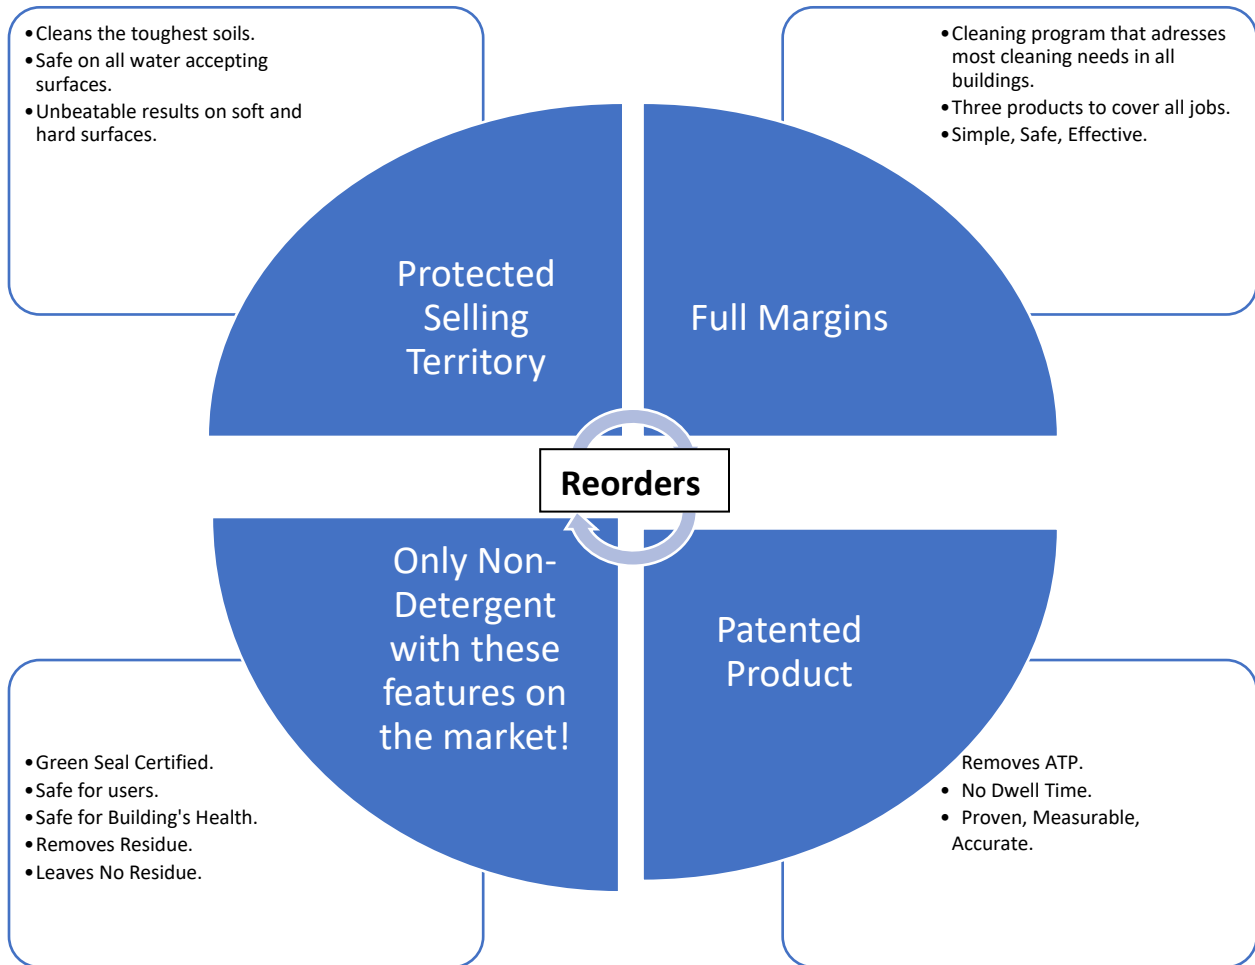 •Cleans the toughest soils.
•Safe on all water accepting
surfaces.
•Unbeatable results on soft and
hard surfaces.
•Cleaning program that adresses
most cleaning needs in all
buildings.
•Three products to cover all jobs.
•Simple, Safe, Effective.
Protected
Selling
Territory
Full Margins
Reorders
Only Non-
Detergent
with these
features on
the market!
Patented
Product
•Green Seal Certified.
•Safe for users.
•Safe for Building's Health.
•Removes Residue.
•Leaves No Residue.
Removes ATP.
• No Dwell Time.
• Proven, Measurable,
Accurate.